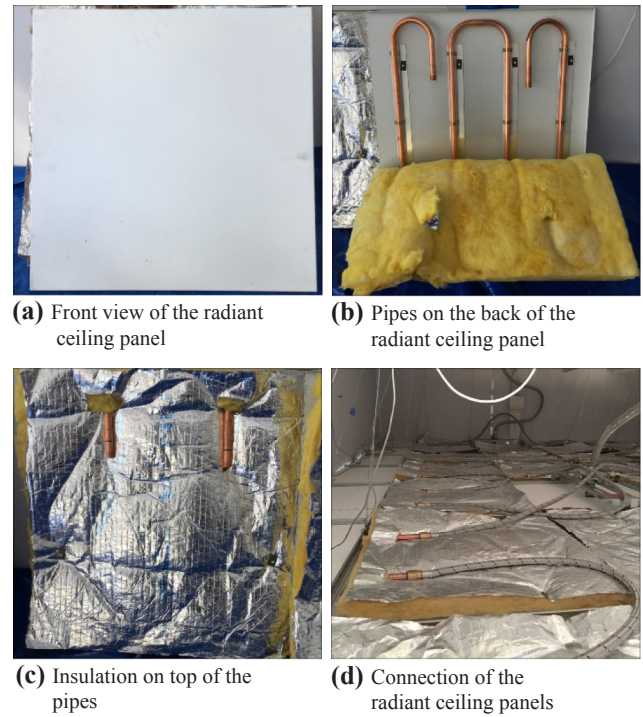 (a) Front view of the radiant
ceiling panel
(b) Pipes on the back of the
radiant ceiling panel
(c) Insulation on top of the
pipes
(d) Connection of the
radiant ceiling panels